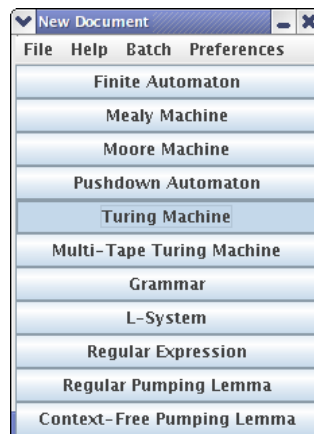 New Document
File Help Batch Preferences
Finite Automaton
Mealy Machine
Moore Machine
Pushdown Automaton
Turing Machine
Multi-Tape Turing Machine
Grammar
L-System
Regular Expression
Regular Pumping Lemma
Context-Free Pumping Lemma